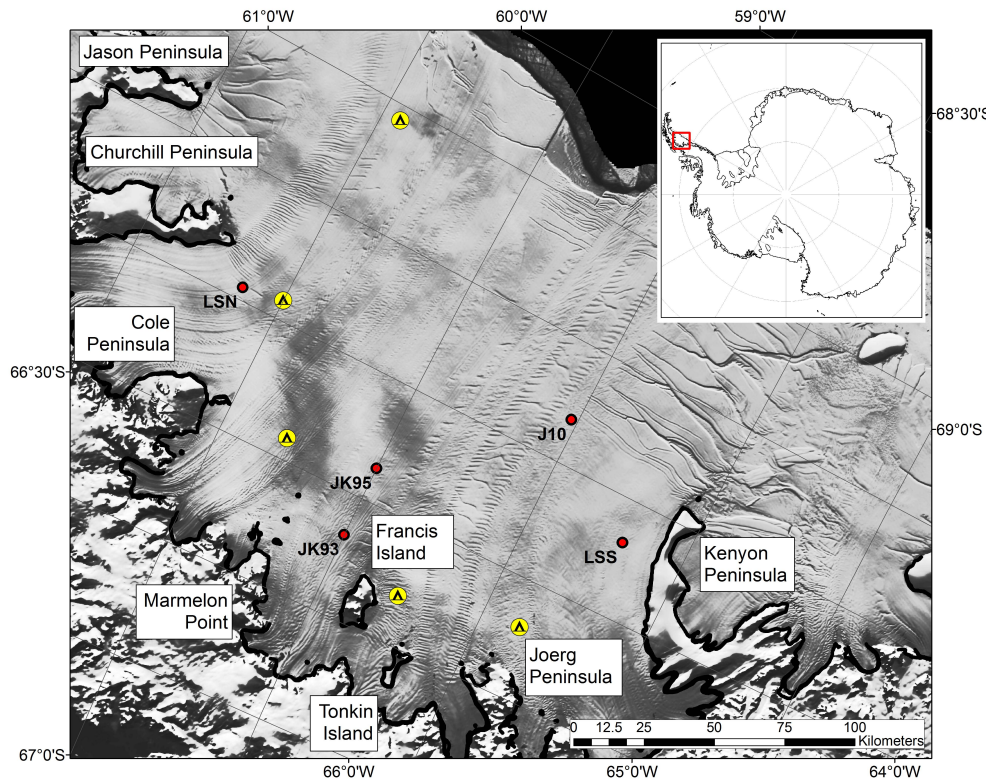 61°0'W
60°0'W
59°0'W
Jason Peninsula
68°30'S
Churchill Peninsula
LSN
Cole
Peninsula
66°30'S
J10
69°0'S
JK95
JK93
Francis
Island
LSS
Kenyon
Peninsula
Marmelon
Point
Joerg
Peninsula
Tonkin
Island
0 12.5 25 50 75 100
Kilometers
67°0'S
66°0'W
65°0'W
64°0'W